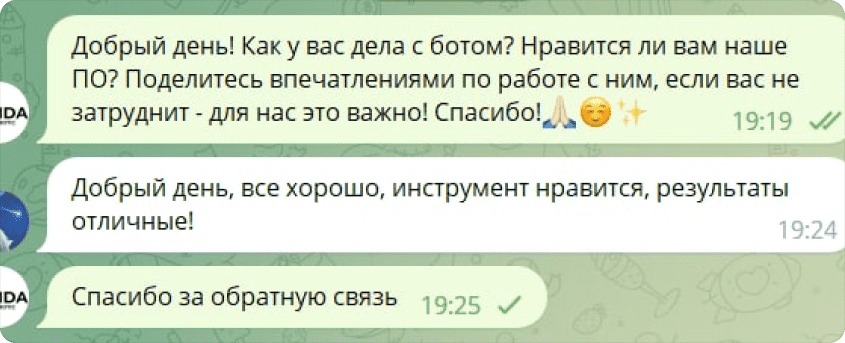 Добрый день! Как у вас дела с ботом? Нравится ли вам наше
ПО? Поделитесь впечатлениями по работе с ним, если вас не
затруднит - для нас это важно! Спасибо!🙏🏻☺️✨
19:19
IDA
Добрый день, все хорошо, инструмент нравится, результаты
отличные!
19:24
IDA
Спасибо за обратную связь 19:25